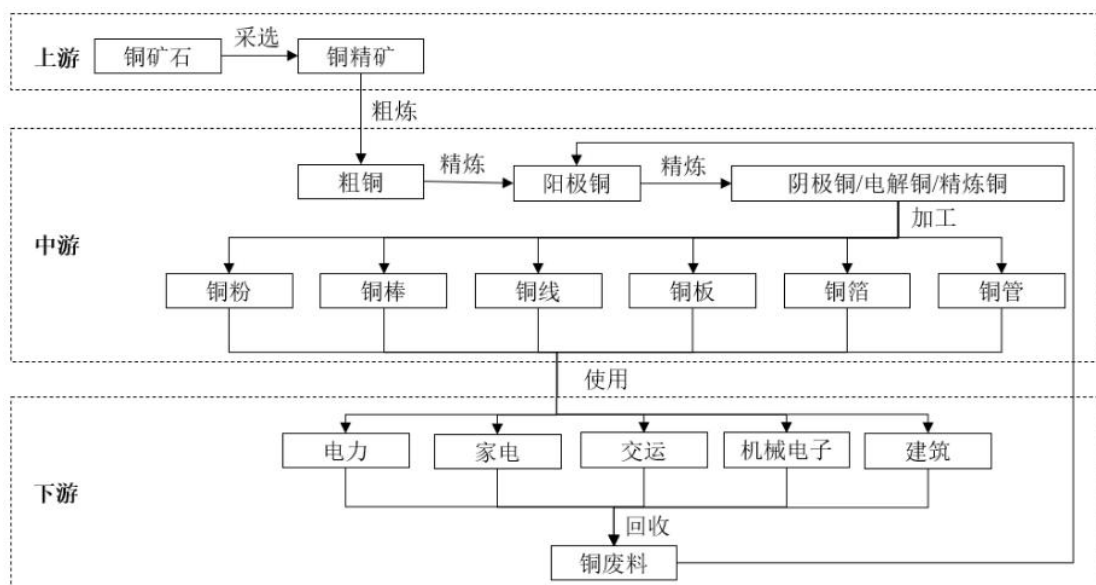 上游
铜矿石
采选
铜精矿
粗炼
中游
粗铜
精炼
阳极铜
精炼
阴极铜/电解铜/精炼铜
加工
铜粉
铜棒
铜线
铜板
铜箔
铜管
使用
下游
电力
家电
交运
机械电子
建筑
回收
铜废料